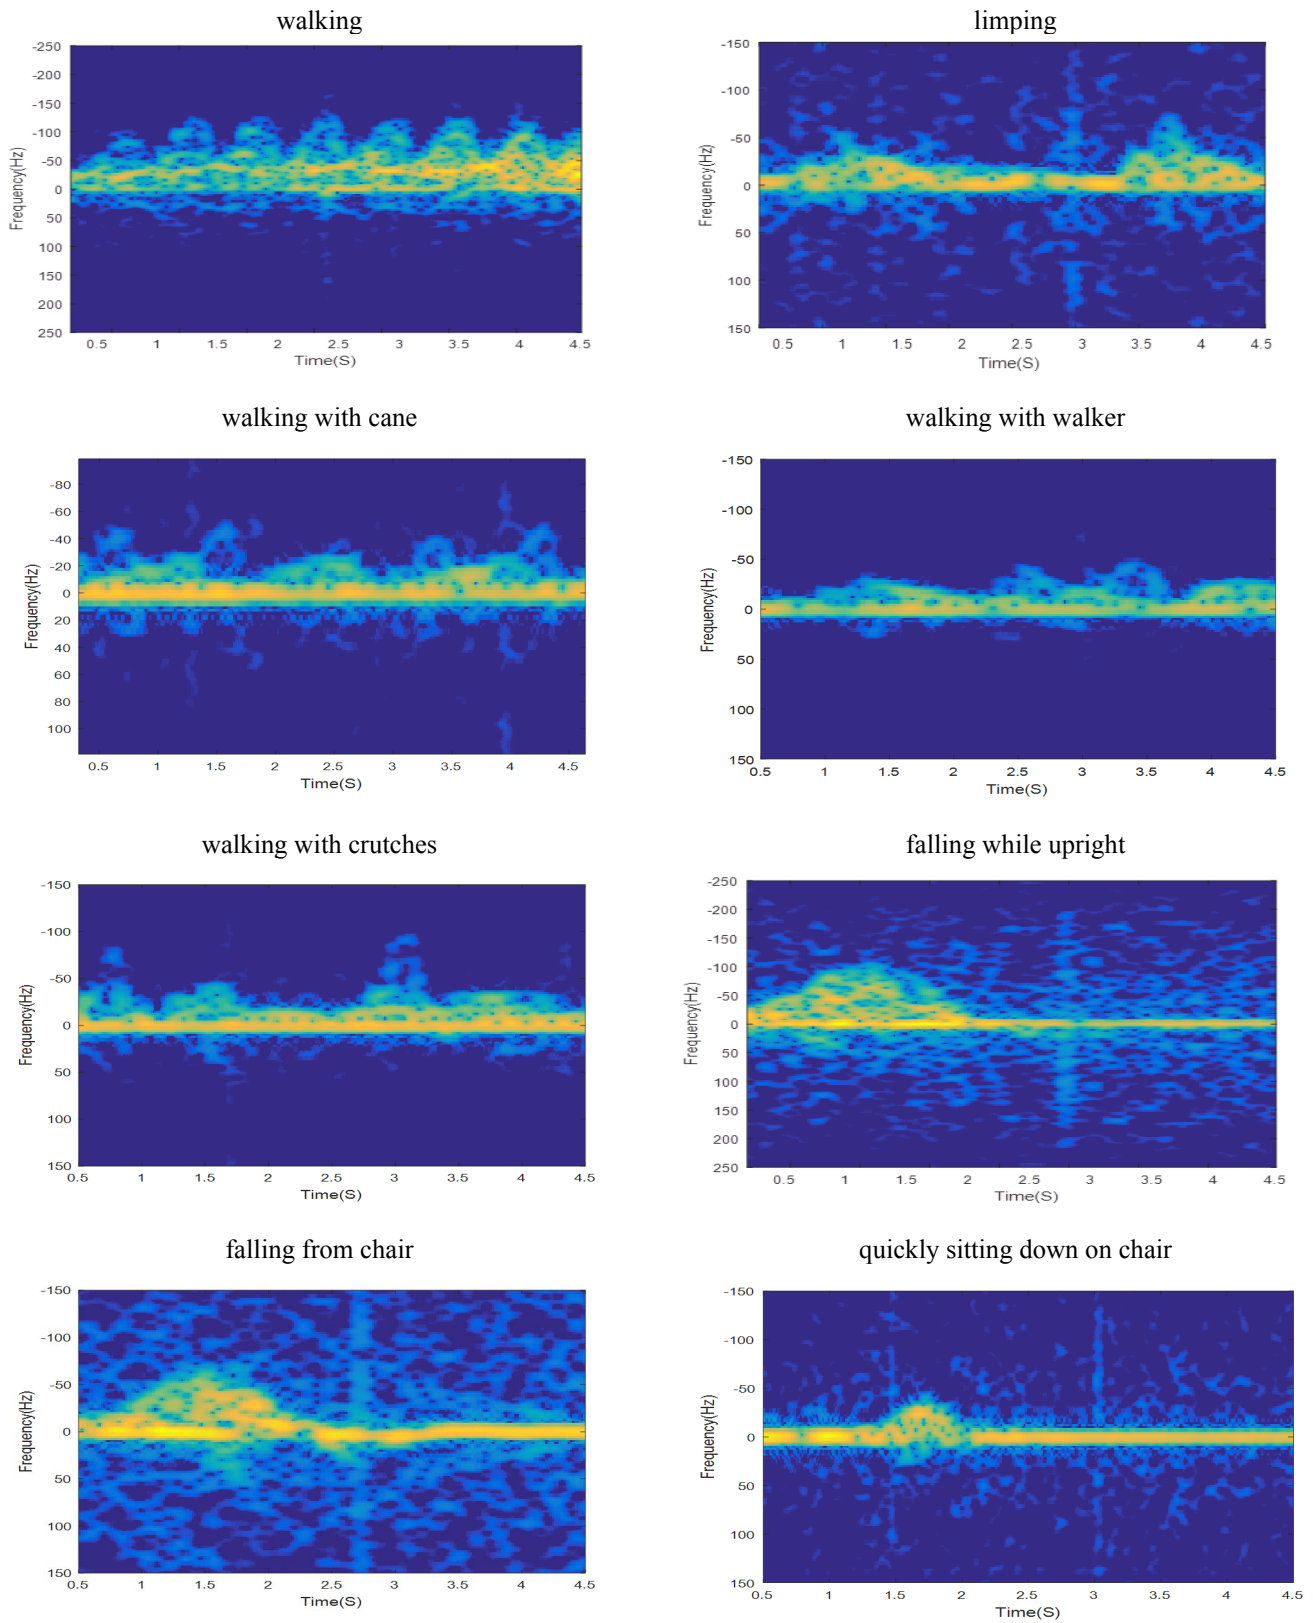 walking
limping
-250
-200
-150
-100
-50
0
50
100
150
200
250
Frequency(Hz)
0.5 1 1.5 2 2.5 3 3.5 4 4.5
Time(S)
-150
-100
-50
0
50
100
150
Frequency(Hz)
0.5 1 1.5 2 2.5 3 3.5 4 4.5
Time(S)
walking with cane
walking with walker
-80
-60
-40
-20
0
20
40
60
80
100
Frequency(Hz)
0.5 1 1.5 2 2.5 3 3.5 4 4.5
Time(S)
-150
-100
-50
0
50
100
150
Frequency(Hz)
0.5 1 1.5 2 2.5 3 3.5 4 4.5
Time(S)
walking with crutches
falling while upright
-150
-100
-50
0
50
100
150
Frequency(Hz)
0.5 1 1.5 2 2.5 3 3.5 4 4.5
Time(S)
-250
-200
-150
-100
-50
0
50
100
150
200
250
Frequency(Hz)
0.5 1 1.5 2 2.5 3 3.5 4 4.5
Time(S)
falling from chair
quickly sitting down on chair
-150
-100
-50
0
50
100
150
Frequency(Hz)
0.5 1 1.5 2 2.5 3 3.5 4 4.5
Time(S)
-150
-100
-50
0
50
100
150
Frequency(Hz)
0.5 1 1.5 2 2.5 3 3.5 4 4.5
Time(S)